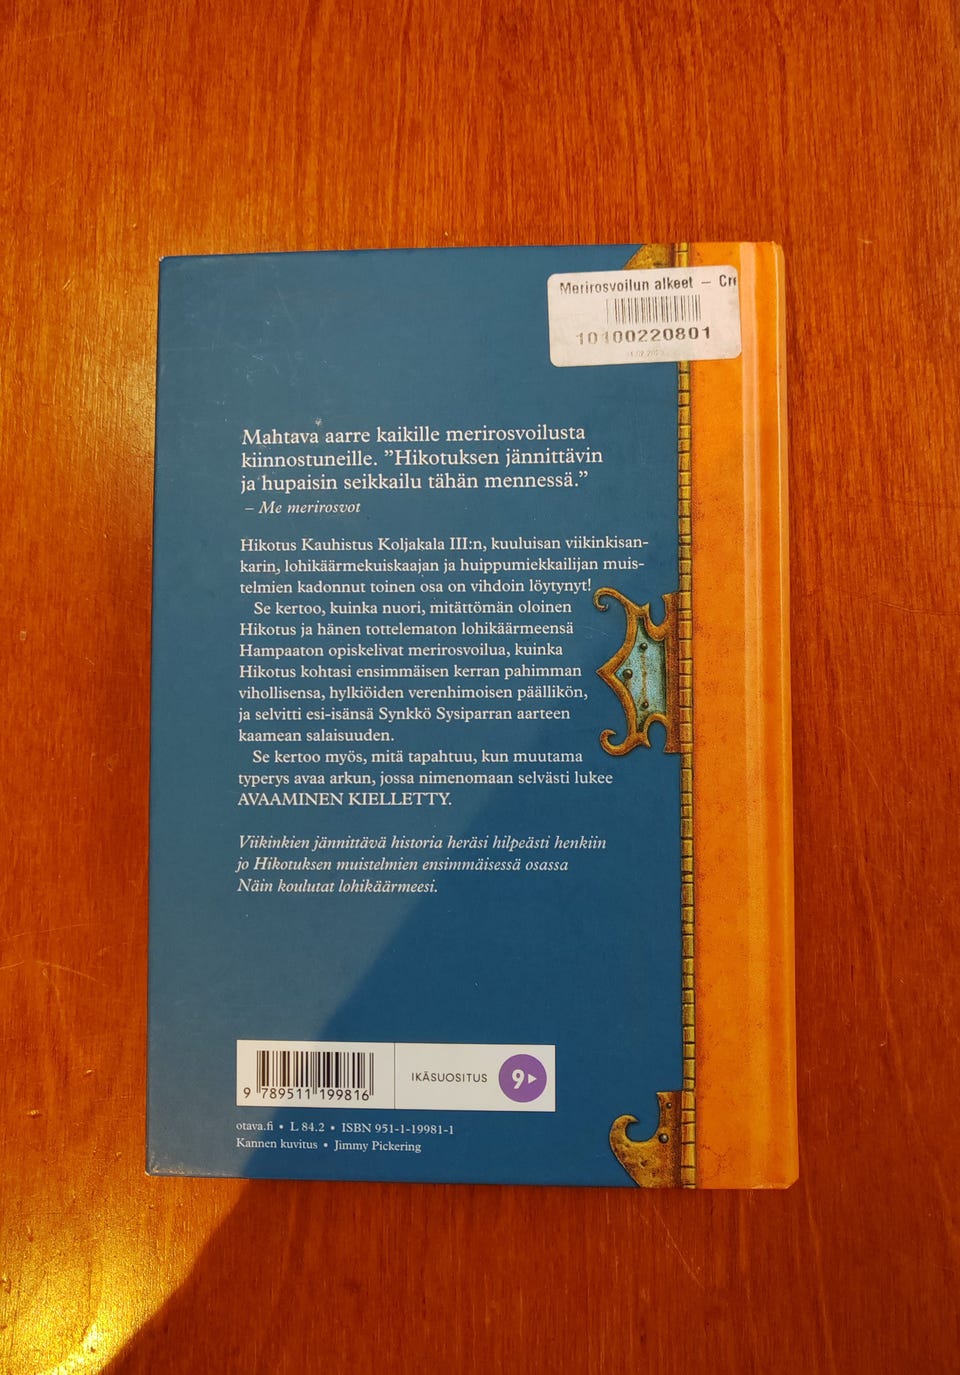 Merirosvoilun alkeet – Cre
10100220801
Mahtava aarre kaikille merirosvoilusta
kiinnostuneille. ”Hikotuksen jännittävin
ja hupaisin seikkailu tähän mennessä.”
– Me merirosvot
Hikotus Kauhistus Koljakala III:n, kuuluisan viikinkisan-
karin, lohikäärmekuiskaajan ja huippumiekkailijan muis-
telmien kadonnut toinen osa on vihdoin löytynyt!
Se kertoo, kuinka nuori, mitättömän oloinen
Hikotus ja hänen tottelematon lohikäärmeensä
Hampaaton opiskelivat merirosvoilua, kuinka
Hikotus kohtasi ensimmäisen kerran pahimman
vihollisensa, hylkiöiden verenhimoisen päällikön,
ja selvitti esi-isänsä Synkkö Sysiparran aarteen
kaamean salaisuuden.
Se kertoo myös, mitä tapahtuu, kun muutama
typerys avaa arkun, jossa nimenomaan selvästi lukee
AVAAMINEN KIELLETTY.
Viikinkien jännittävä historia heräsi hilpeästi henkiin
jo Hikotuksen muistelmien ensimmäisessä osassa
Näin koulutat lohikäärmeesi.
9 789511 199816
IKÄSUOSITUS 9
otava.fi • L 84.2 • ISBN 951-1-19981-1
Kannen kuvitus • Jimmy Pickering